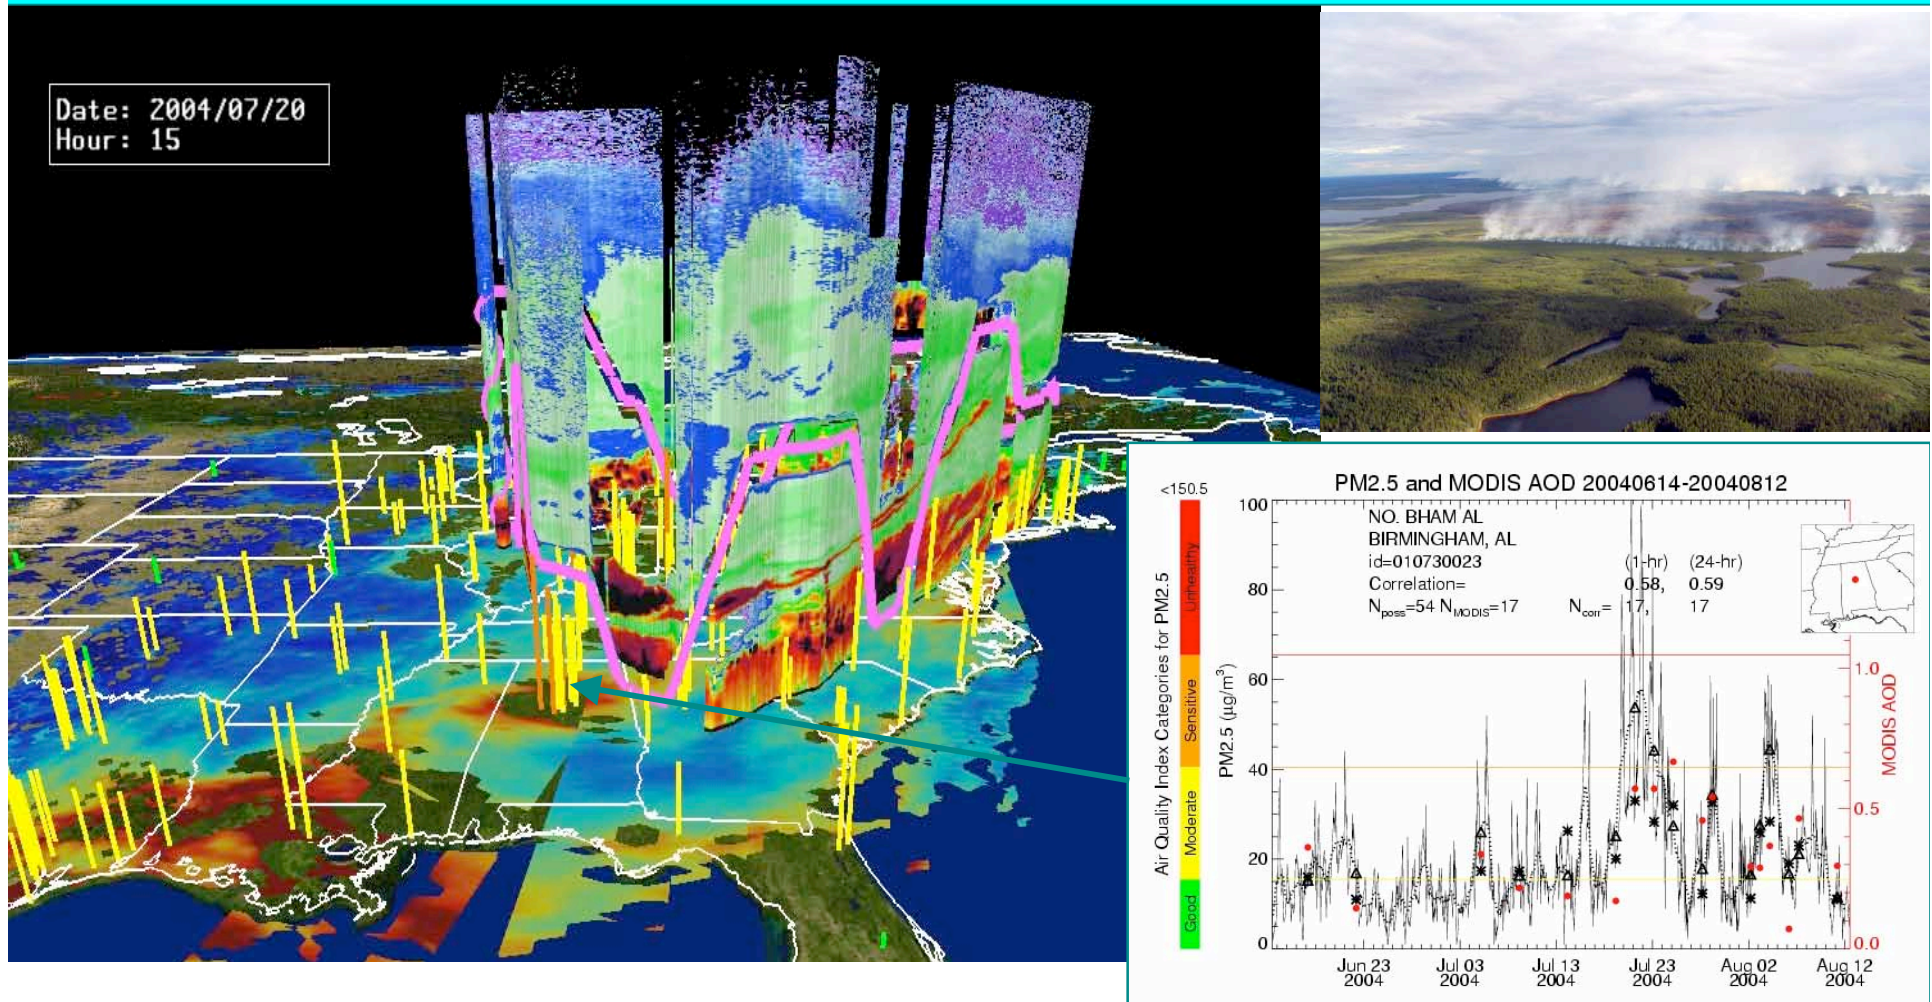 Date: 2004/07/20
Hour: 15
PM2.5 and MODIS AOD 20040614-20040812
<150.5
Air Quality Index Categories for PM2.5
Unhealthy
Sensitive
Moderate
Good
PM2.5 (µg/m³)
100
80
60
40
20
0
NO. BHAM AL
BIRMINGHAM, AL
id=010730023 (1-hr) (24-hr)
Correlation= 0.58, 0.59
Nposs=54 NMODIS=17 Ncorr= 17, 17
1.0
0.5
0.0
MODIS AOD
Jun 23 Jul 03 Jul 13 Jul 23 Aug 02 Aug 12
2004 2004 2004 2004 2004 2004